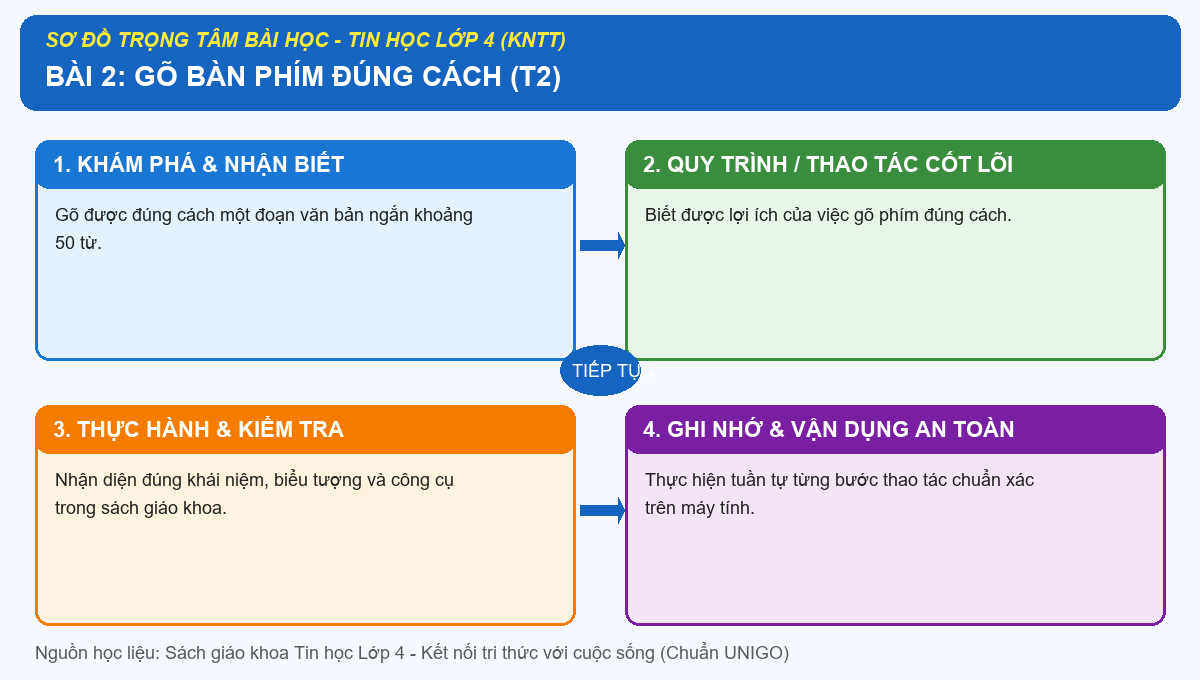 SƠ ĐỒ TRỌNG TÂM BÀI HỌC - TIN HỌC LỚP 4 (KNTT)
BÀI 2: GÕ BÀN PHÍM ĐÚNG CÁCH (T2)
1. KHÁM PHÁ & NHẬN BIẾT
Gõ được đúng cách một đoạn văn bản ngắn khoảng
50 từ.
2. QUY TRÌNH / THAO TÁC CỐT LÕI
Biết được lợi ích của việc gõ phím đúng cách.
TIẾP TỤC
3. THỰC HÀNH & KIỂM TRA
Nhận diện đúng khái niệm, biểu tượng và công cụ
trong sách giáo khoa.
4. GHI NHỚ & VẬN DỤNG AN TOÀN
Thực hiện tuần tự từng bước thao tác chuẩn xác
trên máy tính.
Nguồn học liệu: Sách giáo khoa Tin học Lớp 4 - Kết nối tri thức với cuộc sống (Chuẩn UNIGO)